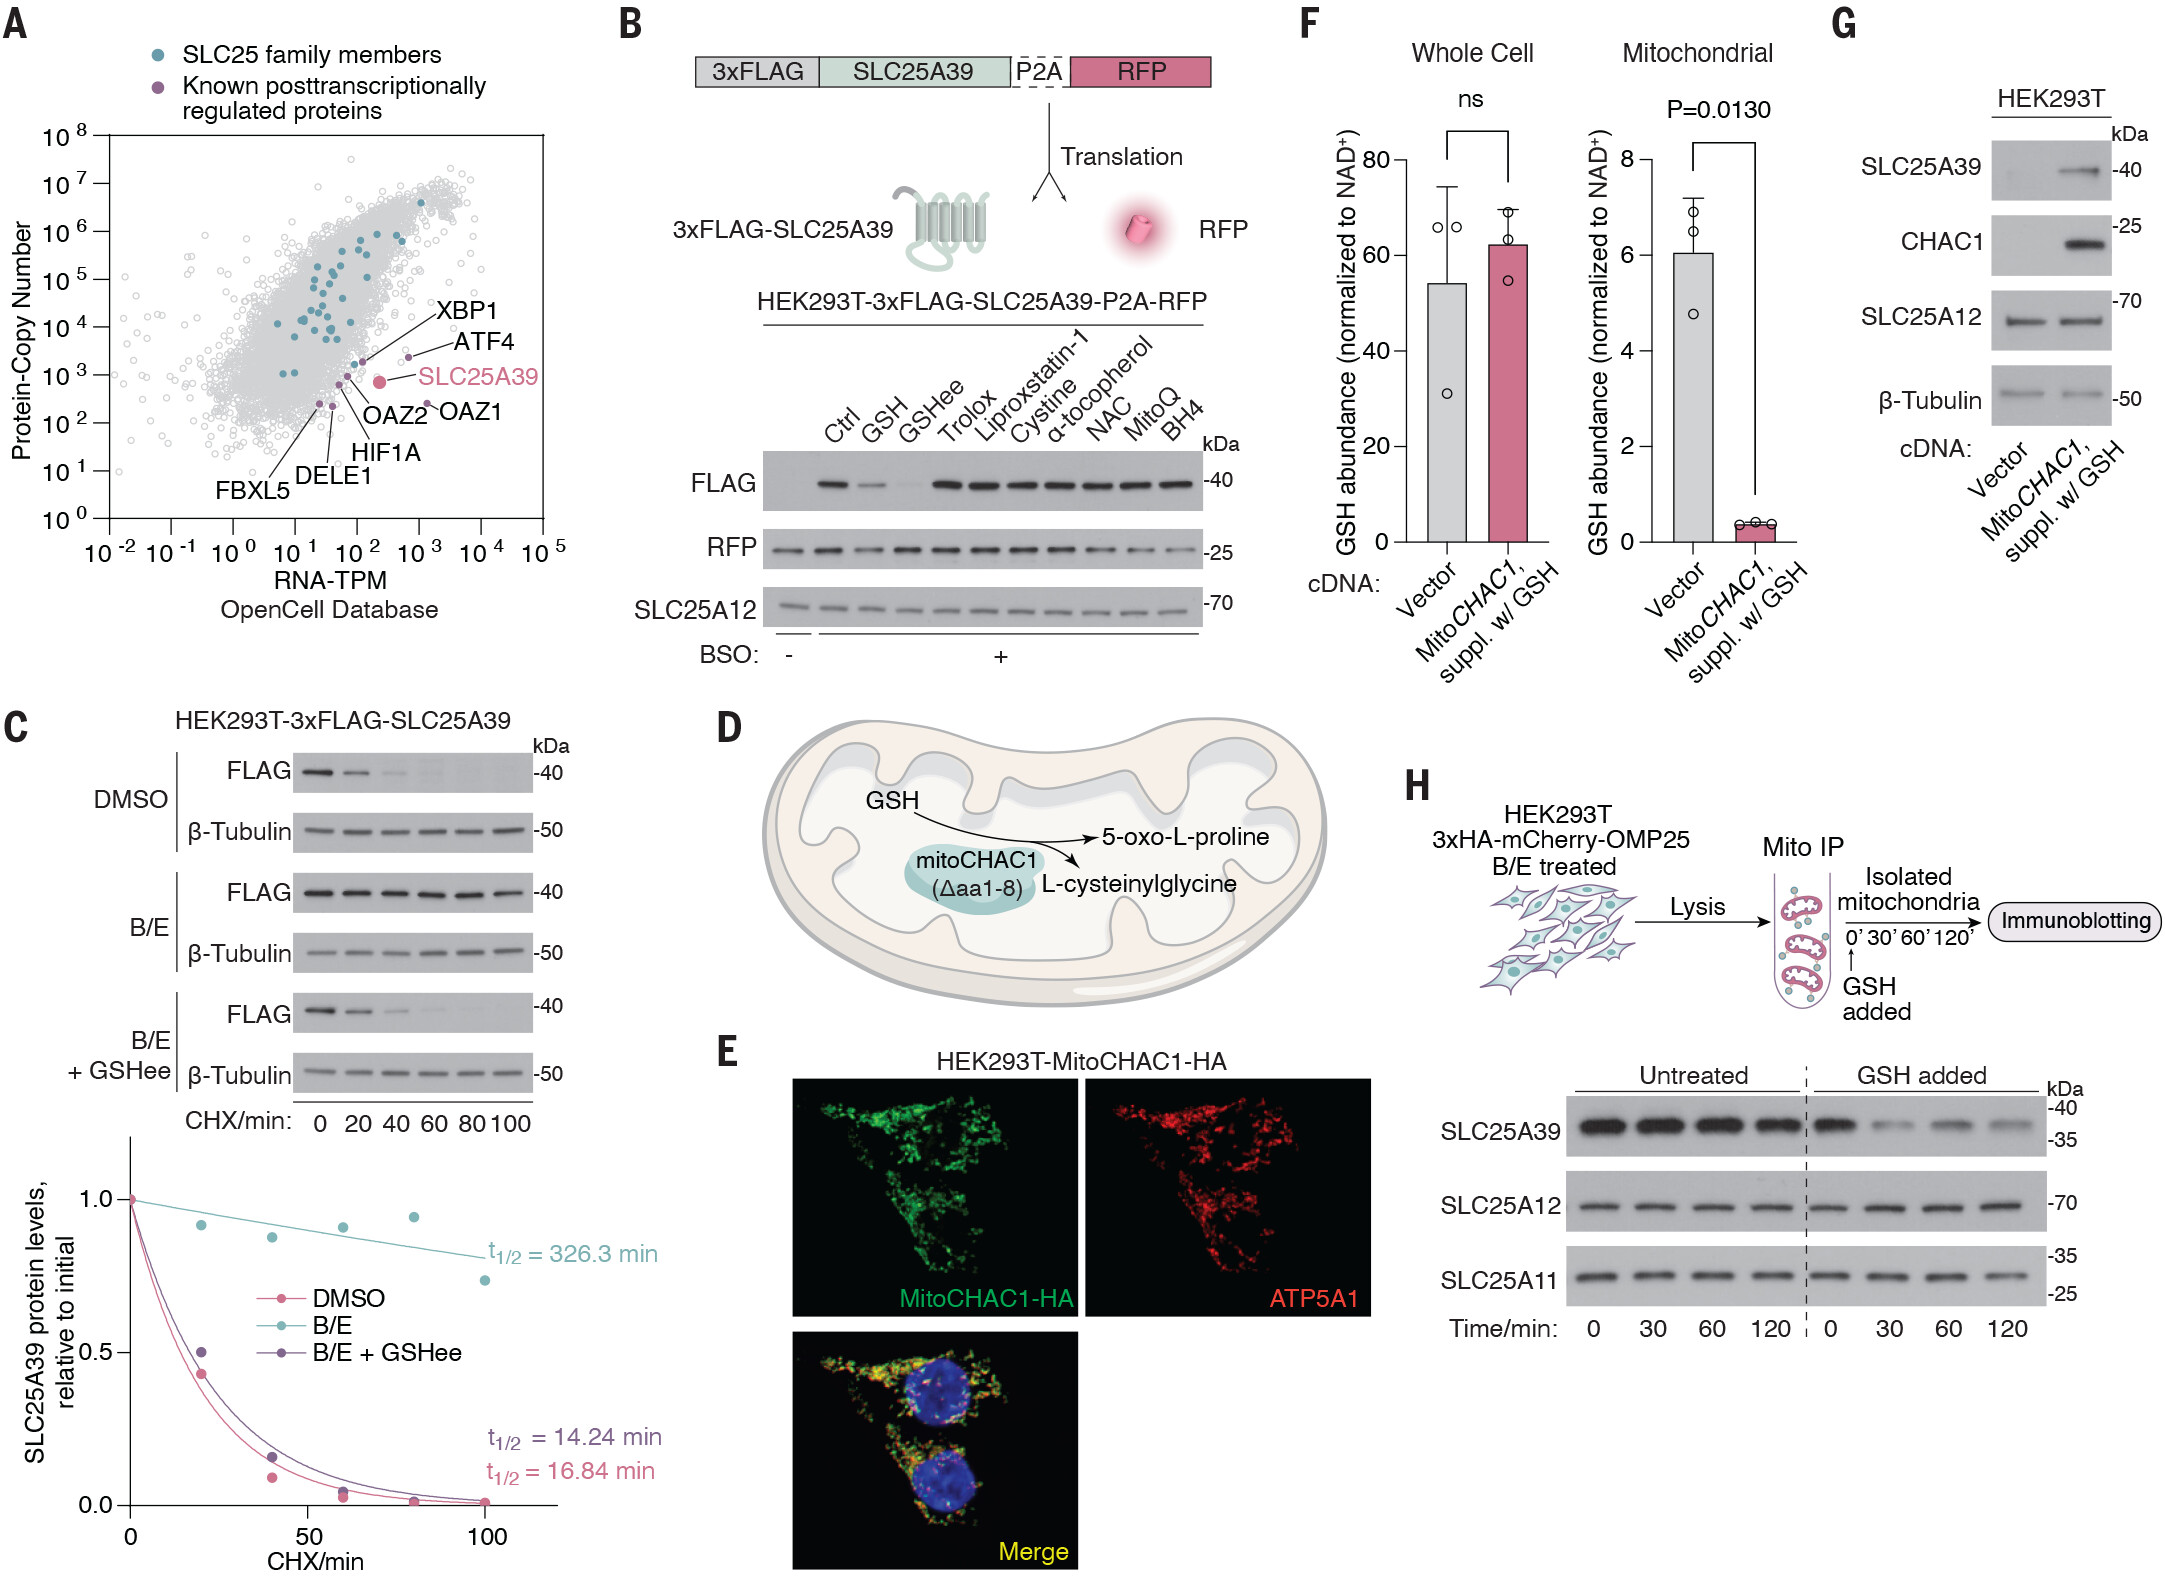 A
SLC25 family members
Known posttranscriptionally
regulated proteins
Protein-Copy Number
10 8
10 7
10 6
10 5
10 4
10 3
10 2
10 1
10 0
XBP1
ATF4
SLC25A39
OAZ2
OAZ1
HIF1A
DELE1
FBXL5
10 -2
10 -1
10 0
10 1
10 2
10 3
10 4
10 5
RNA-TPM
OpenCell Database
B
3xFLAG
SLC25A39
P2A
RFP
Translation
3xFLAG-SLC25A39
RFP
HEK293T-3xFLAG-SLC25A39-P2A-RFP
Ctrl
GSH
GSHee
Trolox
Liproxstatin-1
Cystine
α-tocopherol
NAC
MitoQ
BH4
kDa
FLAG
-40
RFP
-25
SLC25A12
-70
BSO:
-
+
C
HEK293T-3xFLAG-SLC25A39
kDa
DMSO
FLAG
-40
β-Tubulin
-50
B/E
FLAG
-40
β-Tubulin
-50
B/E
+ GSHee
FLAG
-40
β-Tubulin
-50
CHX/min:
0
20
40
60
80
100
SLC25A39 protein levels,
relative to initial
1.0
0.5
0.0
t1/2 = 326.3 min
DMSO
B/E
B/E + GSHee
t1/2 = 14.24 min
t1/2 = 16.84 min
0
50
100
CHX/min
D
GSH
5-oxo-L-proline
mitoCHAC1
(Δaa1-8)
L-cysteinylglycine
E
HEK293T-MitoCHAC1-HA
MitoCHAC1-HA
ATP5A1
Merge
F
Whole Cell
ns
GSH abundance (normalized to NAD+)
80
60
40
20
0
cDNA:
Vector
MitoCHAC1,
suppl. w/ GSH
Mitochondrial
P=0.0130
GSH abundance (normalized to NAD+)
8
6
4
2
0
Vector
MitoCHAC1,
suppl. w/ GSH
G
HEK293T
kDa
SLC25A39
-40
CHAC1
-25
SLC25A12
-70
β-Tubulin
-50
cDNA:
Vector
MitoCHAC1,
suppl. w/ GSH
H
HEK293T
3xHA-mCherry-OMP25
B/E treated
Lysis
Mito IP
Isolated
mitochondria
0' 30' 60' 120'
GSH
added
Immunoblotting
Untreated
GSH added
kDa
SLC25A39
-40
-35
SLC25A12
-70
SLC25A11
-35
-25
Time/min:
0
30
60
120
0
30
60
120